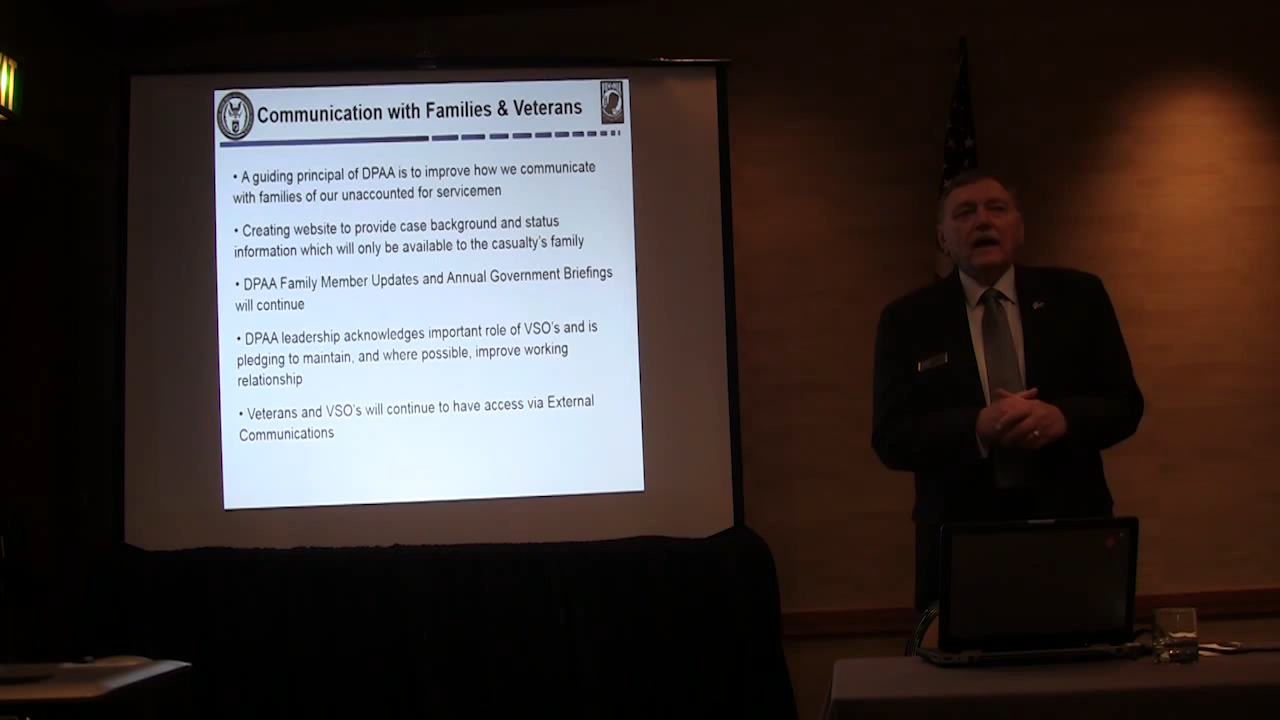 Communication with Families & Veterans
• A guiding principal of DPAA is to improve how we communicate
with families of our unaccounted for servicemen
• Creating website to provide case background and status
information which will only be available to the casualty's family
• DPAA Family Member Updates and Annual Government Briefings
will continue
• DPAA leadership acknowledges important role of VSO's and is
pledging to maintain, and where possible, improve working
relationship
• Veterans and VSO's will continue to have access via External
Communications